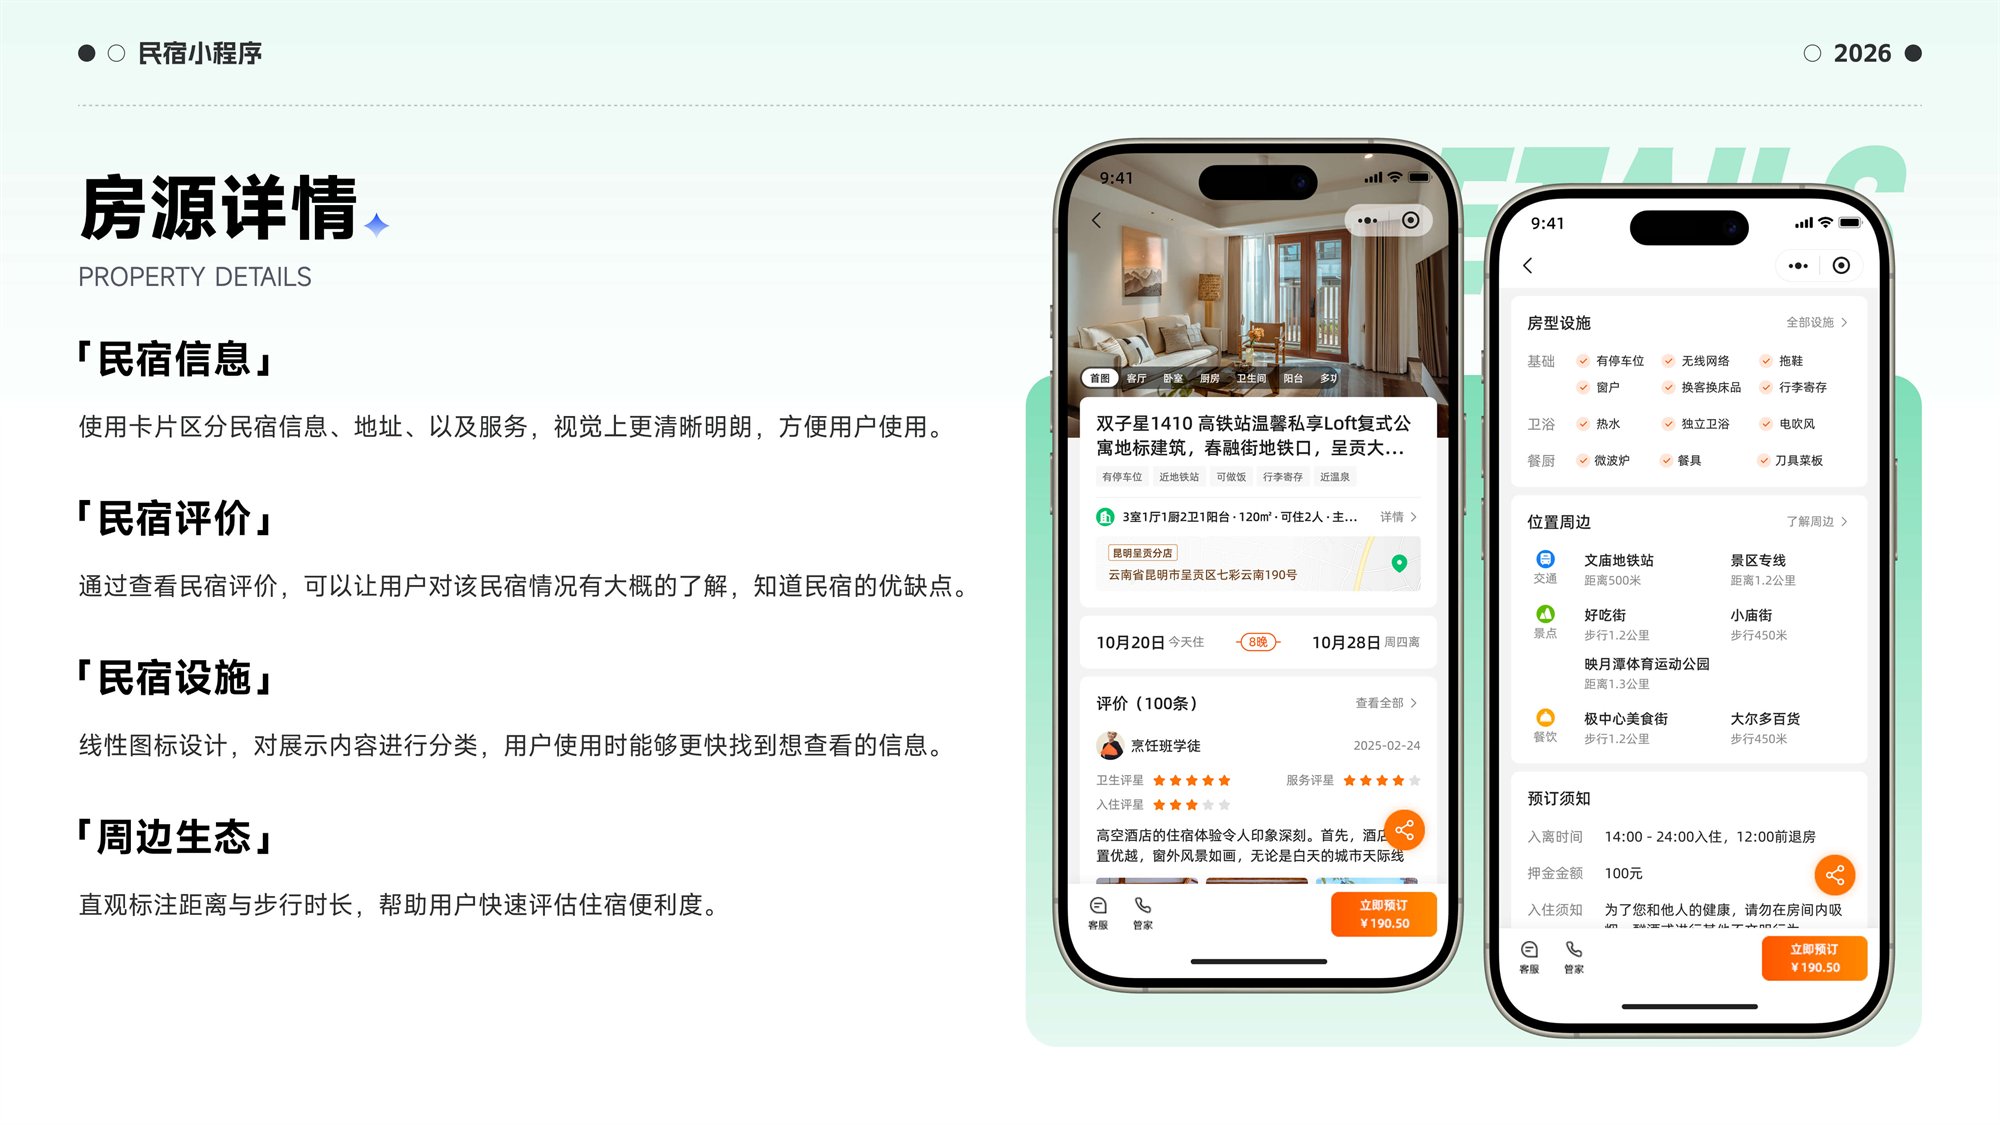 民宿小程序
2026
房源详情
PROPERTY DETAILS
「民宿信息」
使用卡片区分民宿信息、地址、以及服务，视觉上更清晰明朗，方便用户使用。
「民宿评价」
通过查看民宿评价，可以让用户对该民宿情况有大概的了解，知道民宿的优缺点。
「民宿设施」
线性图标设计，对展示内容进行分类，用户使用时能够更快找到想查看的信息。
「周边生态」
直观标注距离与步行时长，帮助用户快速评估住宿便利度。
9:41
首图 客厅 卧室 厨房 卫生间 阳台 多功
双子星1410 高铁站温馨私享Loft复式公
寓地标建筑，春融街地铁口，呈贡大...
有停车位 近地铁站 可做饭 行李寄存 近温泉
3室1厅1厨2卫1阳台·120㎡·可住2人·主... 详情
昆明呈贡分店
云南省昆明市呈贡区七彩云南190号
10月20日 今天住 8晚 10月28日 周四离
评价（100条） 查看全部
烹饪班学徒 2025-02-24
卫生评星 服务评星
入住评星
高空酒店的住宿体验令人印象深刻。首先，酒店
置优越，窗外风景如画，无论是白天的城市天际线
客服 管家 立即预订
¥190.50
ETAILS
9:41
房型设施 全部设施
基础 有停车位 无线网络 拖鞋
窗户 换客换床品 行李寄存
卫浴 热水 独立卫浴 电吹风
餐厨 微波炉 餐具 刀具菜板
位置周边 了解周边
交通 文庙地铁站 景区专线
距离500米 距离1.2公里
景点 好吃街 小庙街
步行1.2公里 步行450米
映月潭体育运动公园
距离1.3公里
餐饮 极中心美食街 大尔多百货
步行1.2公里 步行450米
预订须知
入离时间 14:00 - 24:00入住，12:00前退房
押金金额 100元
入住须知 为了您和他人的健康，请勿在房间内吸
客服 管家 立即预订
¥190.50